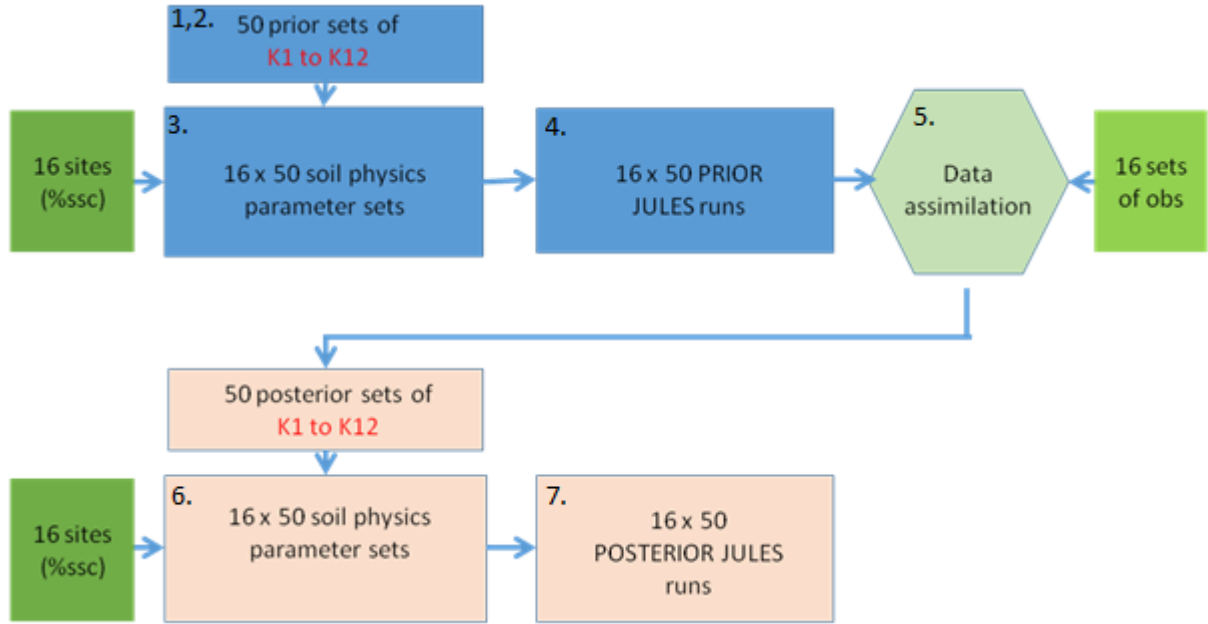 1,2.
50 prior sets of
K1 to K12
16 sites
(%ssc)
3.
16 x 50 soil physics
parameter sets
4.
16 x 50 PRIOR
JULES runs
5.
Data
assimilation
16 sets
of obs
50 posterior sets of
K1 to K12
16 sites
(%ssc)
6.
16 x 50 soil physics
parameter sets
7.
16 x 50
POSTERIOR JULES
runs